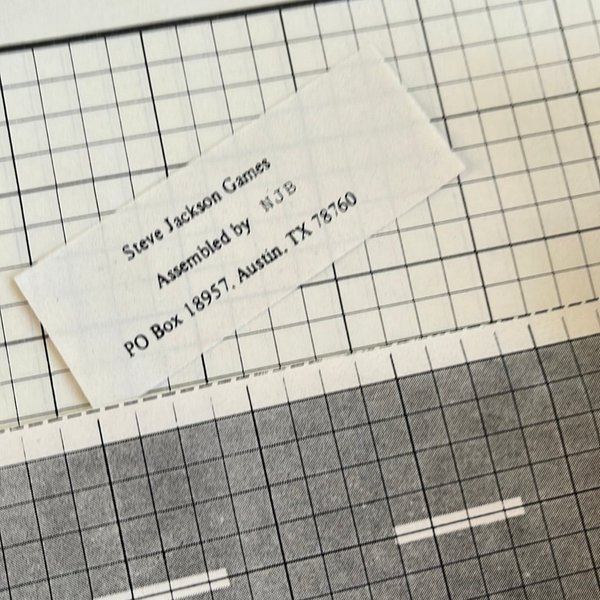 Steve Jackson Games
Assembled by NJB
PO Box 18957, Austin, TX 78760